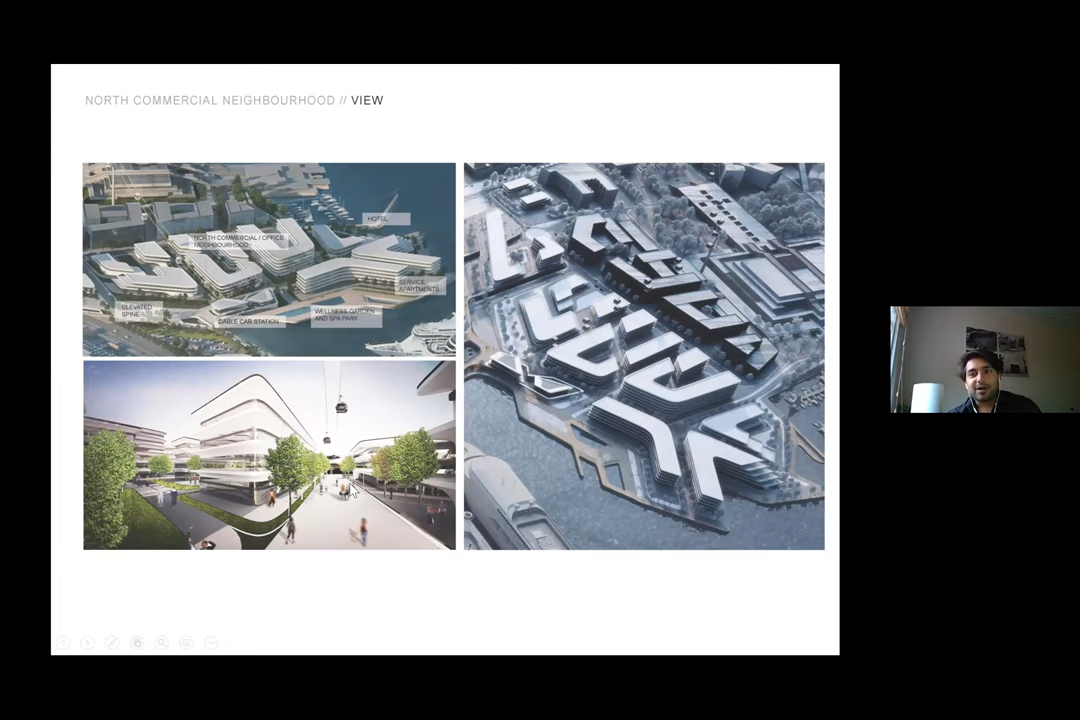 NORTH COMMERCIAL NEIGHBOURHOOD // VIEW
HOTEL
NORTH COMMERCIAL / OFFICE
NEIGHBOURHOOD
SERVICE
APARTMENTS
ELEVATED
SPINE
CABLE CAR STATION
WELLNESS GARDEN
AND SPA PARK